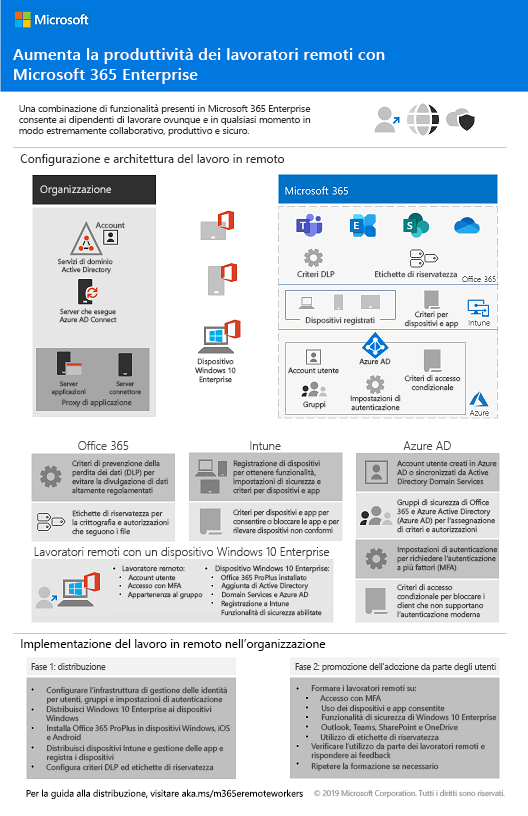 Microsoft
Aumenta la produttività dei lavoratori remoti con
Microsoft 365 Enterprise
Una combinazione di funzionalità presenti in Microsoft 365 Enterprise
consente ai dipendenti di lavorare ovunque e in qualsiasi momento in
modo estremamente collaborativo, produttivo e sicuro.
Configurazione e architettura del lavoro in remoto
Organizzazione
Account
Servizi di dominio
Active Directory
Server che esegue
Azure AD Connect
Server
applicazioni
Server
connettore
Proxy di applicazione
Dispositivo
Windows 10
Enterprise
Microsoft 365
Criteri DLP
Etichette di riservatezza
Office 365
Dispositivi registrati
Criteri per
dispositivi e app
Intune
Azure AD
Account utente
Gruppi
Impostazioni di
autenticazione
Criteri di accesso
condizionale
Azure
Office 365
Criteri di prevenzione della
perdita dei dati (DLP) per
evitare la divulgazione di dati
altamente regolamentati
Etichette di riservatezza per
la crittografia e autorizzazioni
che seguono i file
Intune
Registrazione di dispositivi
per ottenere funzionalità,
impostazioni di sicurezza e
criteri per dispositivi e app
Criteri per dispositivi e app per
consentire o bloccare le app e per
rilevare dispositivi non conformi
Azure AD
Account utente creati in Azure
AD o sincronizzati da Active
Directory Domain Services
Gruppi di sicurezza di Office
365 e Azure Active Directory
(Azure AD) per l'assegnazione
di criteri e autorizzazioni
Impostazioni di autenticazione
per richiedere l'autenticazione
a più fattori (MFA)
Criteri di accesso
condizionale per bloccare i
client che non supportano
l'autenticazione moderna
Lavoratori remoti con un dispositivo Windows 10 Enterprise
• Lavoratore remoto:
• Account utente
• Accesso con MFA
• Appartenenza al gruppo
• Dispositivo Windows 10 Enterprise:
• Office 365 ProPlus installato
• Aggiunta di Active Directory
• Domain Services e Azure AD
• Registrazione a Intune
Funzionalità di sicurezza abilitate
Implementazione del lavoro in remoto nell'organizzazione
Fase 1: distribuzione
• Configurare l'infrastruttura di gestione delle identità
per utenti, gruppi e impostazioni di autenticazione
• Distribuisci Windows 10 Enterprise ai dispositivi
Windows
• Installa Office 365 ProPlus in dispositivi Windows, iOS
e Android
• Distribuisci dispositivi Intune e gestione delle app e
registra i dispositivi
• Configura criteri DLP ed etichette di riservatezza
Fase 2: promozione dell'adozione da parte degli utenti
• Formare i lavoratori remoti su:
• Accesso con MFA
• Uso dei dispositivi e app consentite
• Funzionalità di sicurezza di Windows 10 Enterprise
• Outlook, Teams, SharePoint e OneDrive
• Utilizzo di etichette di riservatezza
• Verificare l'utilizzo da parte dei lavoratori remoti e
rispondere ai feedback
• Ripetere la formazione se necessario
Per la guida alla distribuzione, visitare aka.ms/m365eremoteworkers
© 2019 Microsoft Corporation. Tutti i diritti sono riservati.